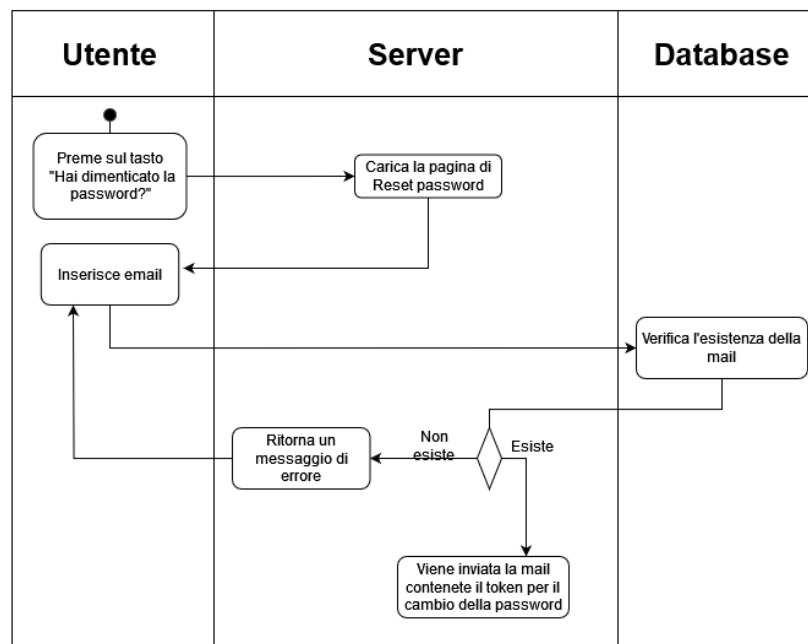 Utente
Server
Database
Preme sul tasto
"Hai dimenticato la
password?"
Carica la pagina di
Reset password
Inserisce email
Verifica l'esistenza della
mail
Ritorna un
messaggio di
errore
Non
esiste
Esiste
Viene inviata la mail
contenete il token per il
cambio della password